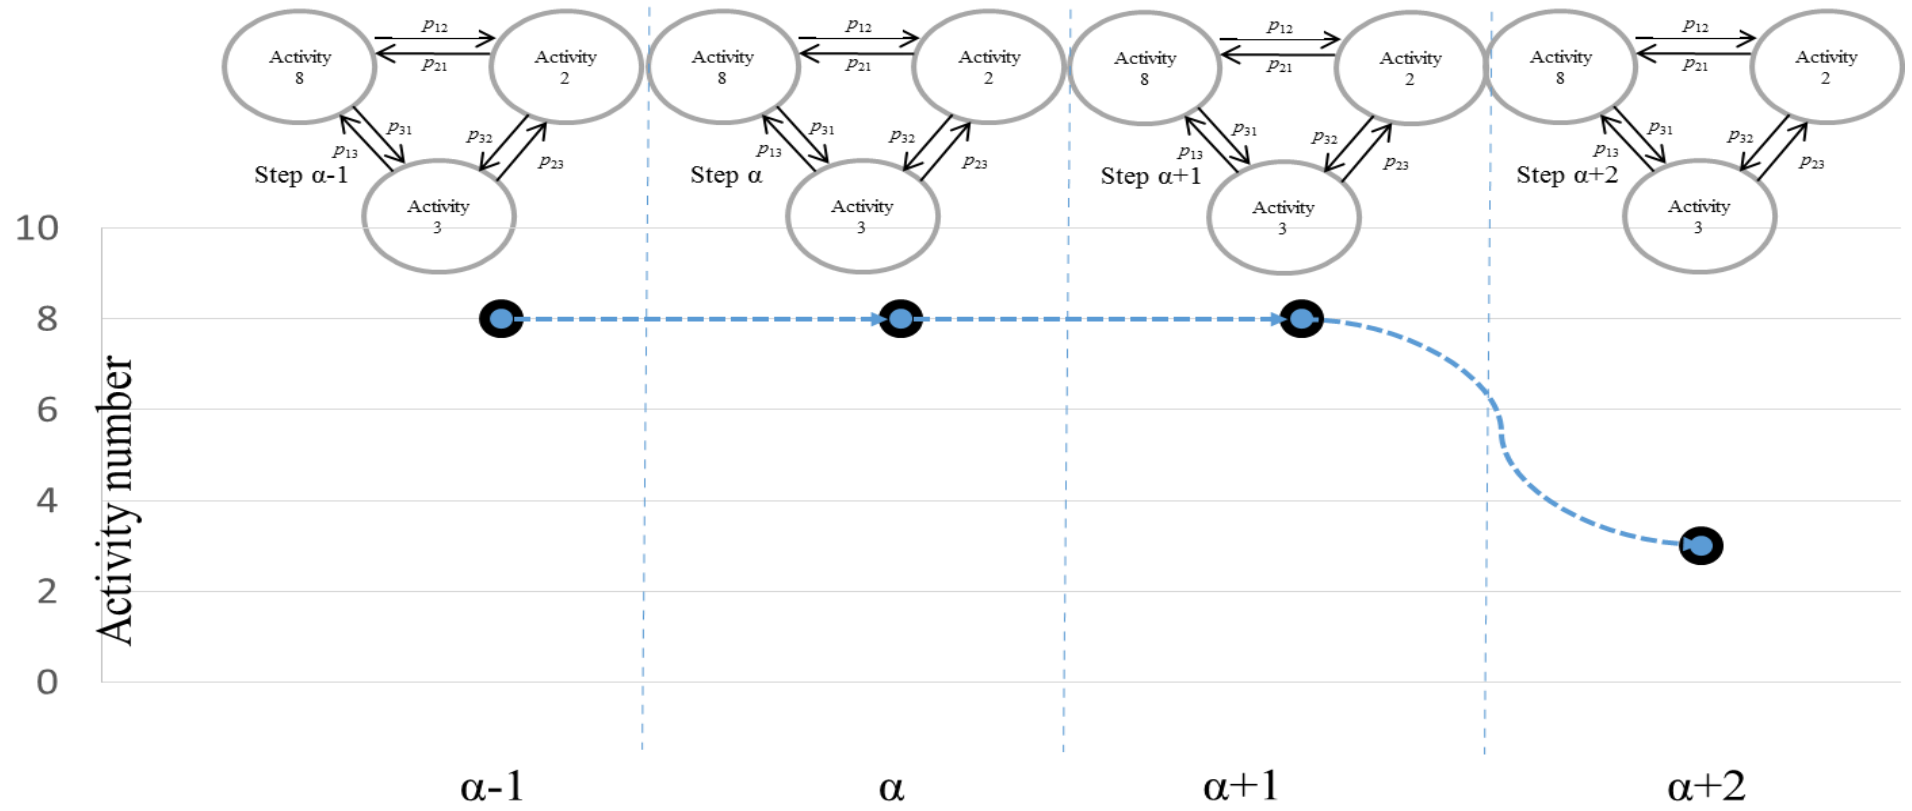 p12
Activity
8
p21
Activity
2
p31
p32
p13
p23
Step α-1
Activity
3
p12
Activity
8
p21
Activity
2
p31
p32
p13
p23
Step α
Activity
3
p12
Activity
8
p21
Activity
2
p31
p32
p13
p23
Step α+1
Activity
3
p12
Activity
8
p21
Activity
2
p31
p32
p13
p23
Step α+2
Activity
3
10
8
6
4
2
0
Activity number
α-1
α
α+1
α+2